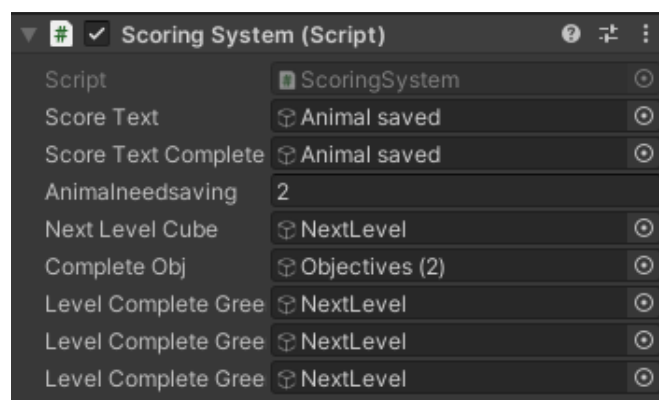 # Scoring System (Script)
Script # ScoringSystem
Score Text Animal saved
Score Text Complete Animal saved
Animalneedsaving 2
Next Level Cube NextLevel
Complete Obj Objectives (2)
Level Complete Gree NextLevel
Level Complete Gree NextLevel
Level Complete Gree NextLevel